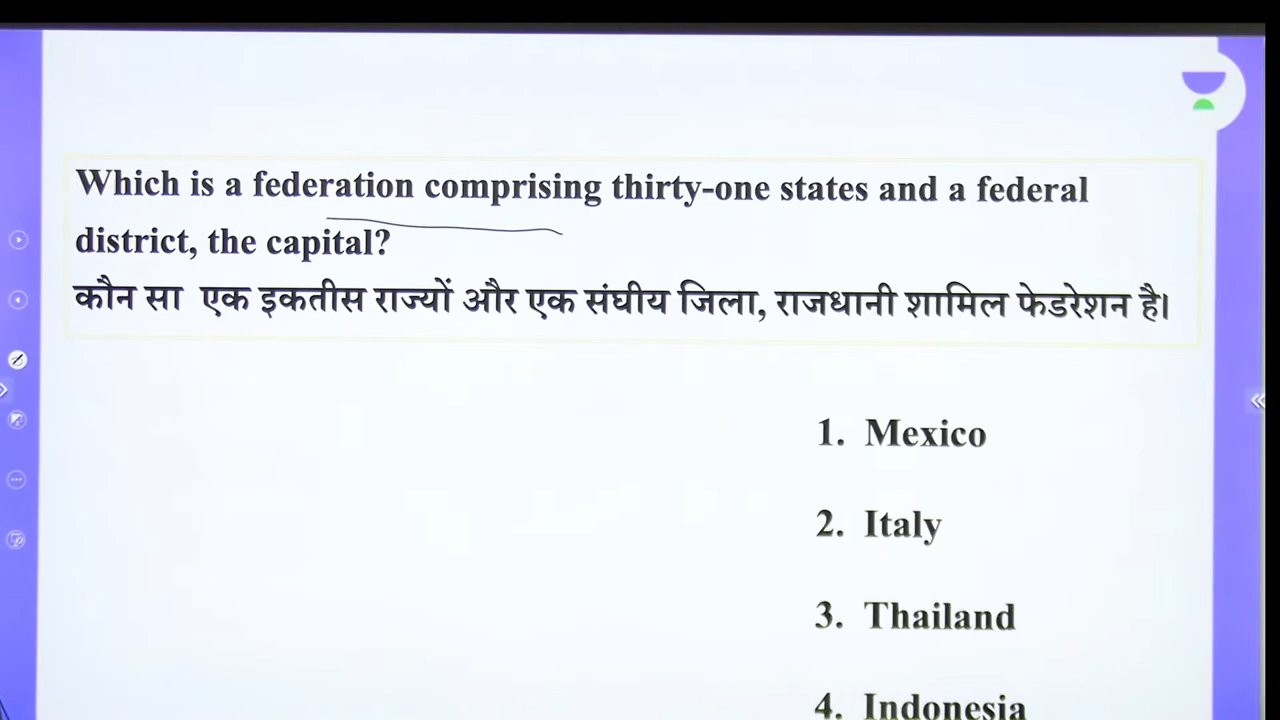 Which is a federation comprising thirty-one states and a federal
district, the capital?
कौन सा एक इकतीस राज्यों और एक संघीय जिला, राजधानी शामिल फेडरेशन है।
1. Mexico
2. Italy
3. Thailand
4. Indonesia